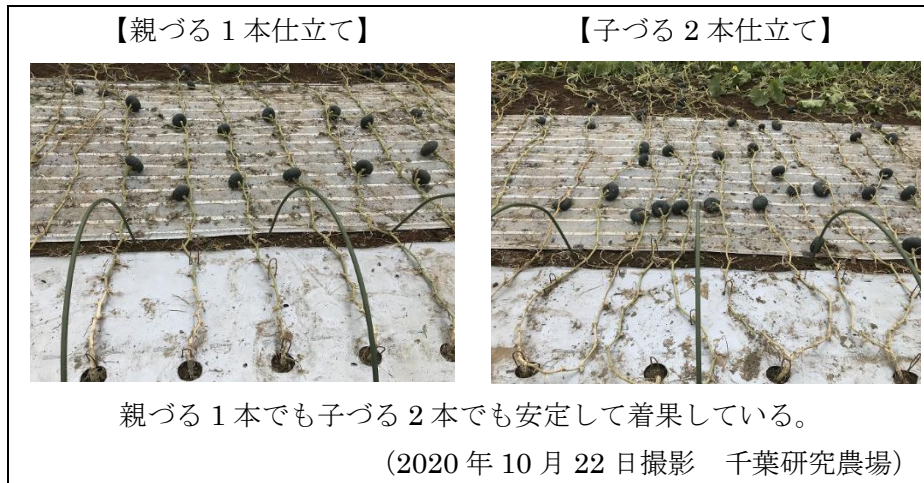 【親づる 1 本仕立て】
【子づる 2 本仕立て】
親づる 1 本でも子づる 2 本でも安定して着果している。
（2020 年 10 月 22 日撮影　千葉研究農場）